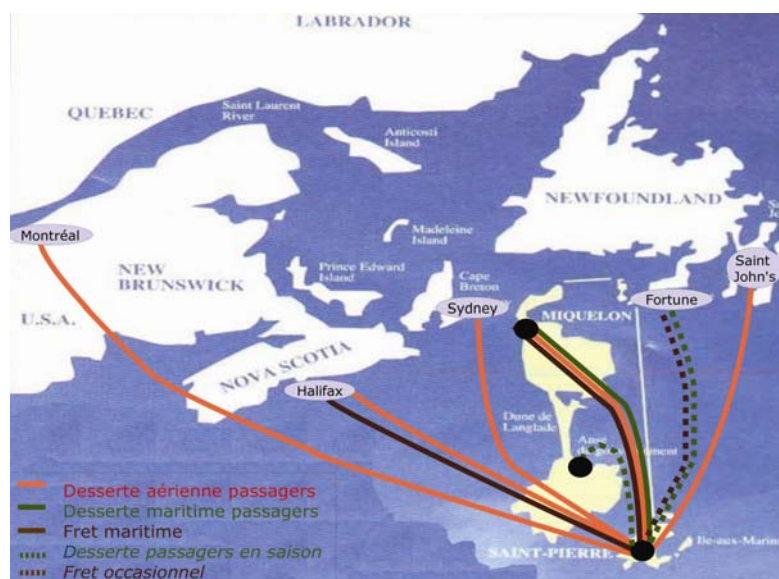 LABRADOR
QUEBEC
Saint Laurent
River
Anticosti
Island
NEWFOUNDLAND
Montréal
Madeleine
Island
Saint
John's
NEW
BRUNSWICK
Prince Edward
Island
Cape
Breton
Sydney
MIQUELON
Fortune
U.S.A.
NOVA SCOTIA
Halifax
Dune de
Langlade
Anse
Desserte aérienne passagers
Desserte maritime passagers
Fret maritime
Desserte passagers en saison
Fret occasionnel
SAINT-PIERRE
Ile-aux-Marins